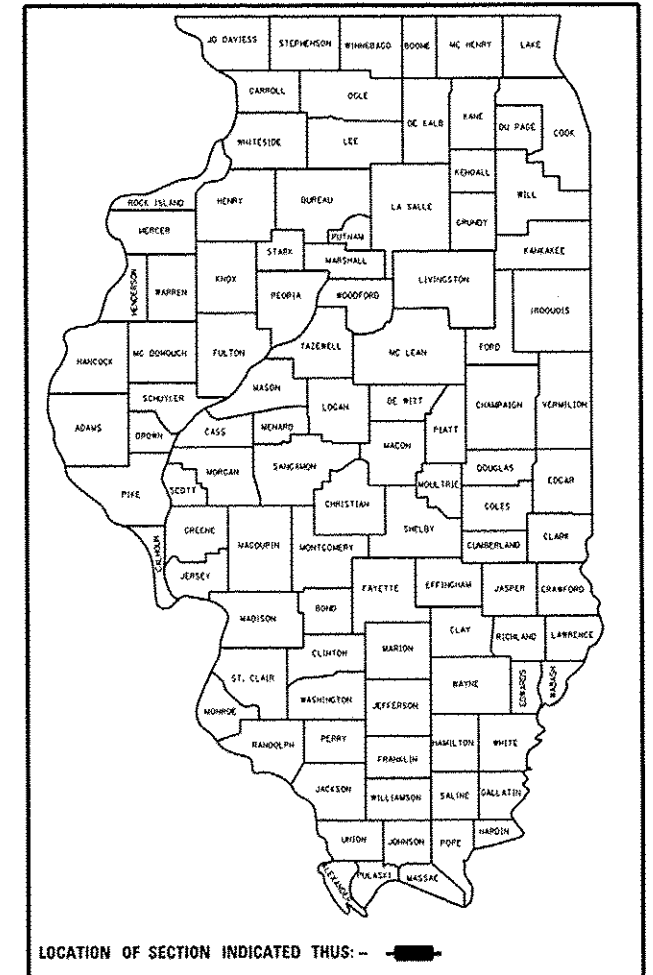 JO DAVIESS STEPHENSON WINNEBAGO BOONE MC HENRY LAKE
CARROLL OGLE DE KALB KANE DU PAGE COOK
WHITESIDE LEE
KENDALL WILL
ROCK ISLAND HENRY BUREAU LA SALLE GRUNDY
MERCER PUTNAM
STARK MARSHALL KANKAKEE
HENDERSON WARREN KNOX PEORIA WOODFORD LIVINGSTON IROQUOIS
HANCOCK MC DONOUGH FULTON TAZEWELL MC LEAN FORD
MASON
SCHUYLER LOGAN DE WITT CHAMPAIGN VERMILION
ADAMS BROWN CASS MENARD MACON PIATT
PIKE SCOTT MORGAN SANGAMON CHRISTIAN MOULTRIE DOUGLAS EDGAR
COLES
CALHOUN GREENE MACOUPIN MONTGOMERY SHELBY CUMBERLAND CLARK
JERSEY FAYETTE EFFINGHAM JASPER CRAWFORD
MADISON BOND
CLINTON MARION CLAY RICHLAND LAWRENCE
ST. CLAIR WAYNE EDWARDS WABASH
MONROE WASHINGTON JEFFERSON
RANDOLPH PERRY HAMILTON WHITE
FRANKLIN
JACKSON WILLIAMSON SALINE GALLATIN
UNION JOHNSON POPE HARDIN
ALEXANDER PULASKI MASSAC
LOCATION OF SECTION INDICATED THUS: -